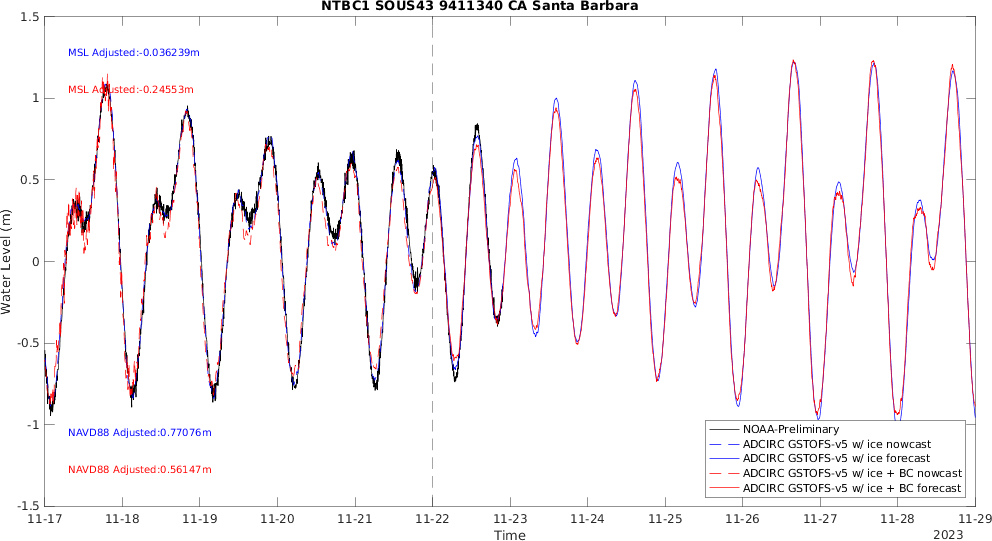 NTBC1 SOUS43 9411340 CA Santa Barbara
1.5
MSL Adjusted:-0.036239m
1
MSL Adjusted:-0.24553m
0.5
Water Level (m)
0
-0.5
-1
NAVD88 Adjusted:0.77076m
NOAA-Preliminary
ADCIRC GSTOFS-v5 w/ ice nowcast
ADCIRC GSTOFS-v5 w/ ice forecast
NAVD88 Adjusted:0.56147m
ADCIRC GSTOFS-v5 w/ ice + BC nowcast
ADCIRC GSTOFS-v5 w/ ice + BC forecast
-1.5
11-17 11-18 11-19 11-20 11-21 11-22 11-23 11-24 11-25 11-26 11-27 11-28 11-29
Time
2023